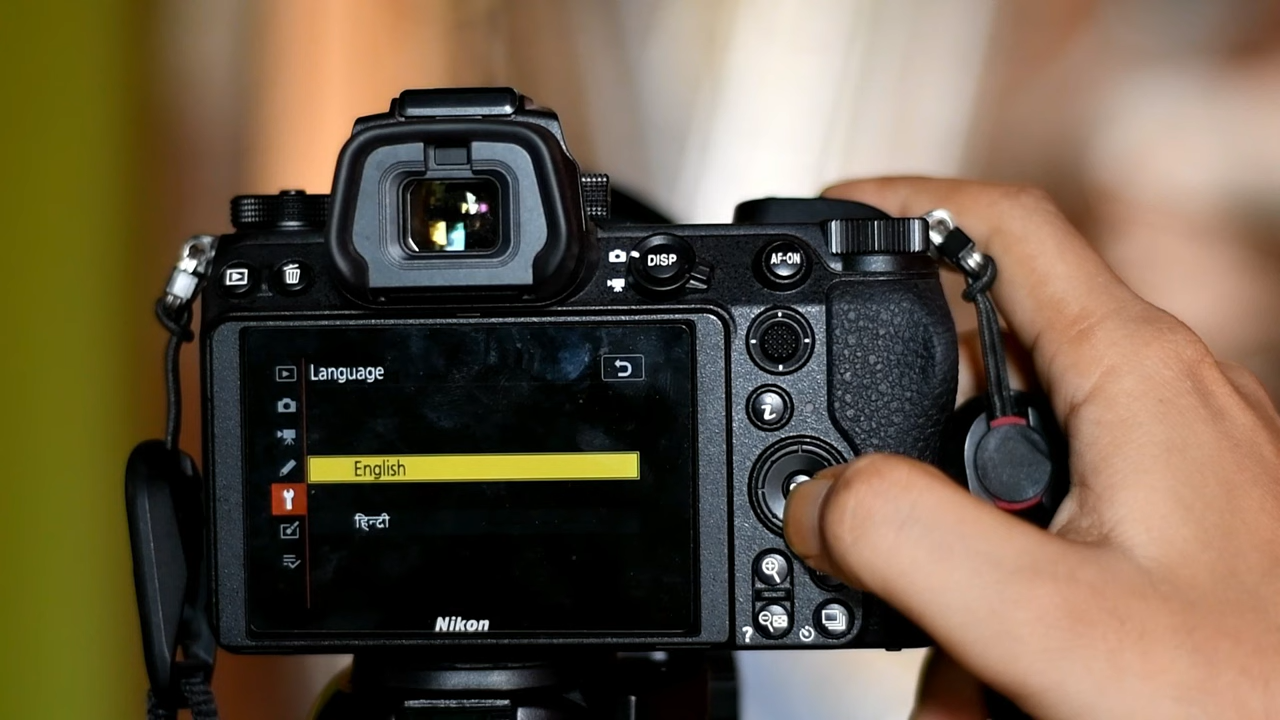 DISP
AF-ON
Language
i
English
हिन्दी
Nikon
?